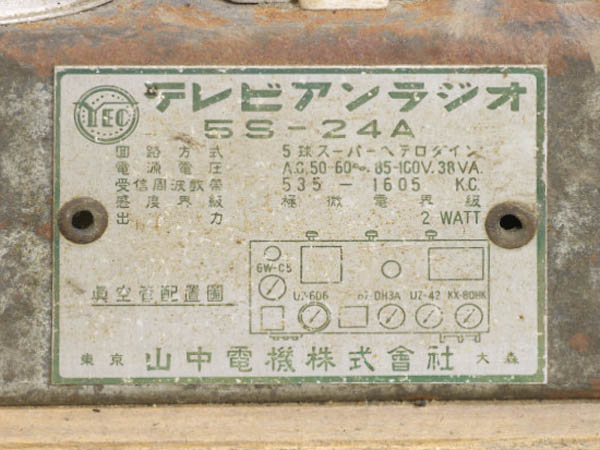 YEC
テレビアンラジオ
5S-24A
回路方式 5球スーパーヘテロダイン
電源電圧 A.C.50-60~.85-100V.38VA.
受信周波数帯 535-1605 K.C.
感度界級 極微電界級
出力 2 WATT
6W-C5
UZ-6D6 6Z-DH3A UZ-42 KX-80HK
眞空管配置圖
東京 山中電機株式會社 大森